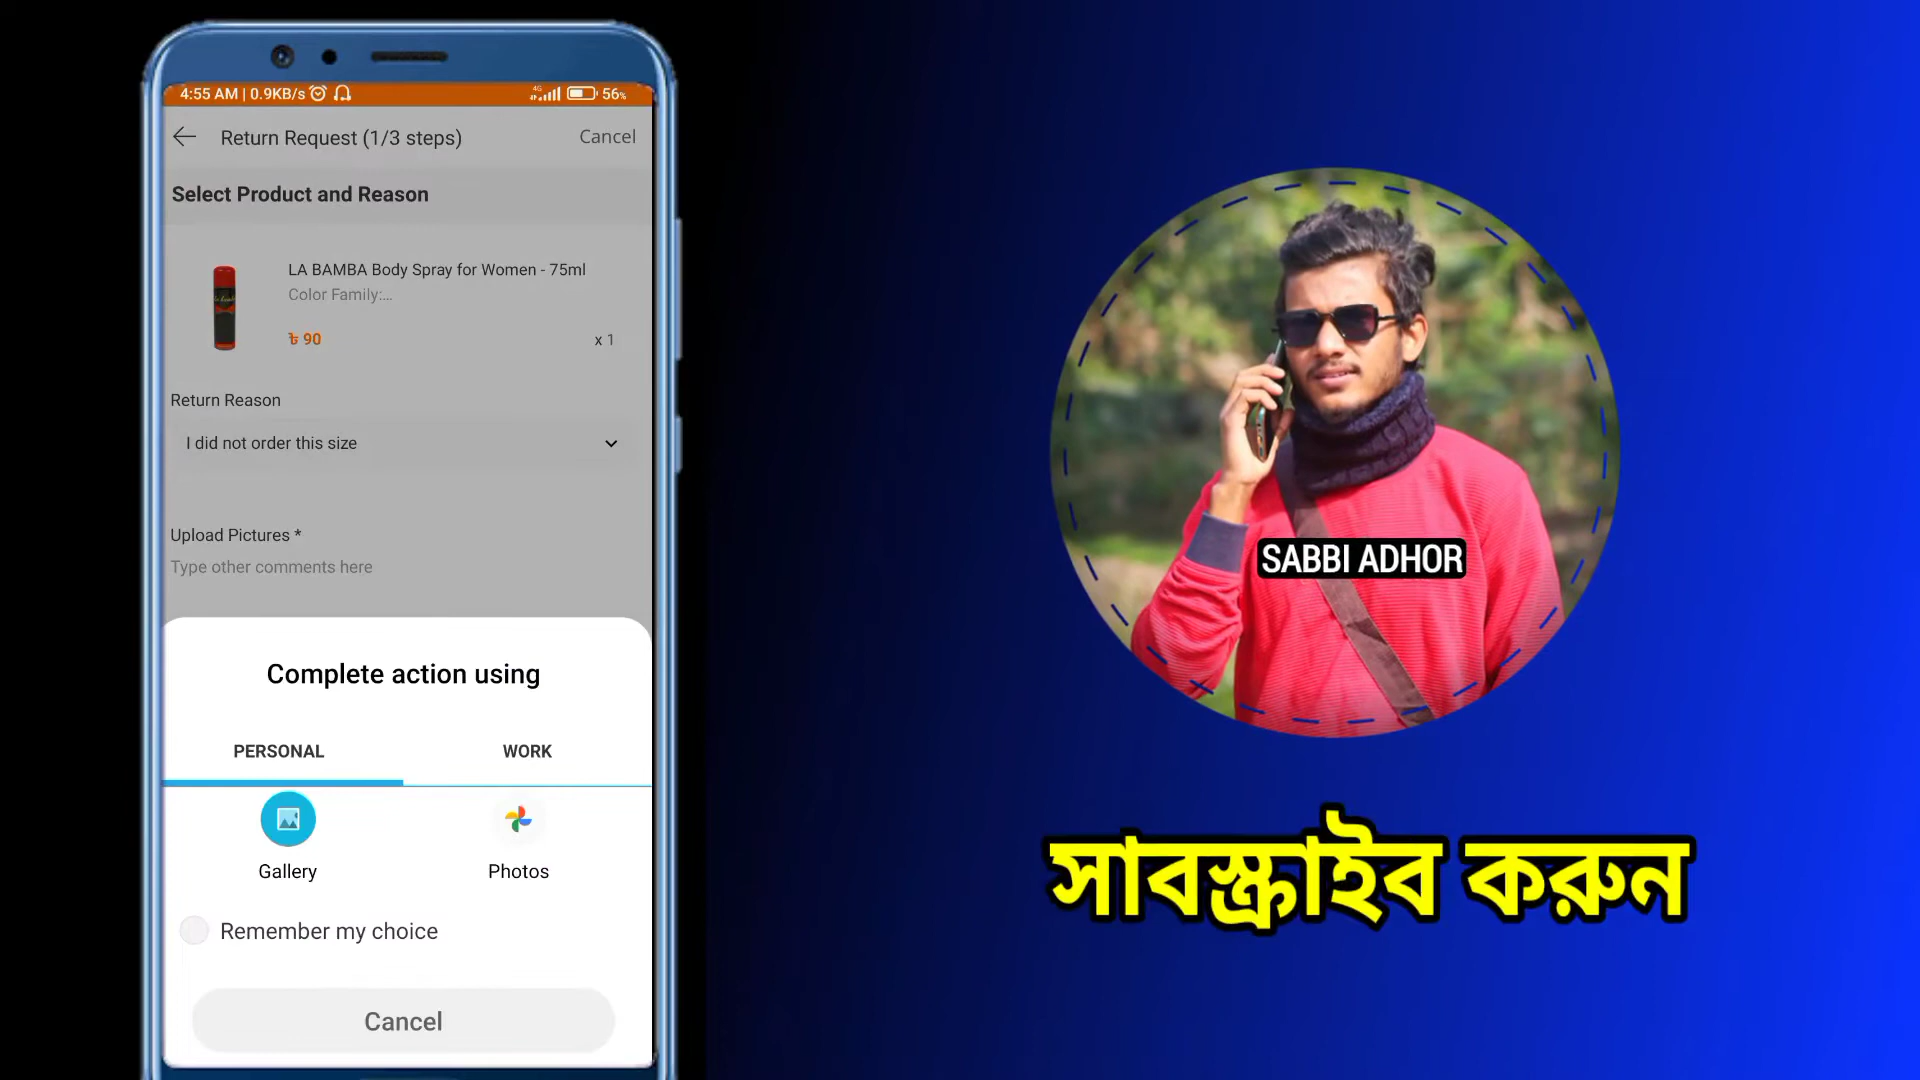 4:55 AM | 0.9KB/s
4G
56%
Return Request (1/3 steps)
Cancel
Select Product and Reason
LA BAMBA Body Spray for Women - 75ml
Color Family:...
৳ 90
x 1
Return Reason
I did not order this size
Upload Pictures *
Type other comments here
Complete action using
PERSONAL
WORK
Gallery
Photos
Remember my choice
Cancel
SABBI ADHOR
সাবস্ক্রাইব করুন